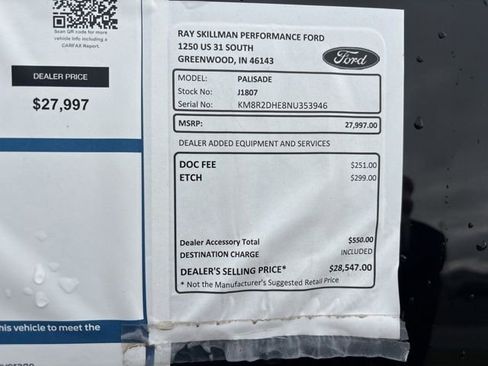 Scan QR code for more
vehicle info including a
CARFAX Report.
DEALER PRICE
$27,997
RAY SKILLMAN PERFORMANCE FORD
1250 US 31 SOUTH
GREENWOOD, IN 46143
Ford
MODEL: PALISADE
Stock No: J1807
Serial No: KM8R2DHE8NU353946
MSRP: 27,997.00
DEALER ADDED EQUIPMENT AND SERVICES
DOC FEE $251.00
ETCH $299.00
Dealer Accessory Total $550.00
DESTINATION CHARGE INCLUDED
DEALER'S SELLING PRICE* $28,547.00
* Not the Manufacturer's Suggested Retail Price
this vehicle to meet the